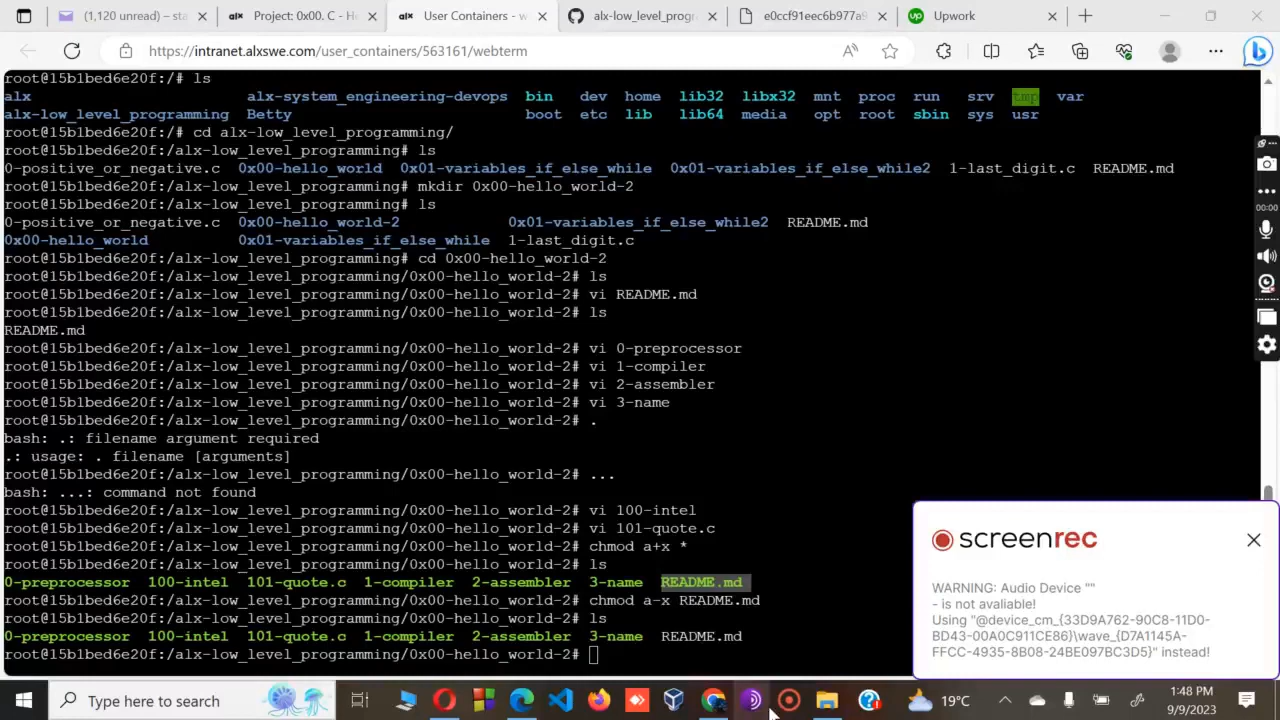 (1,120 unread) – sta
Project: 0x00. C - H
User Containers - w
alx-low_level_progr
e0ccf91eec6b977a9
Upwork
https://intranet.alxswe.com/user_containers/563161/webterm
root@15b1bed6e20f:/# ls
alx alx-system_engineering-devops bin dev home lib32 libx32 mnt proc run srv tmp var
alx-low_level_programming Betty boot etc lib lib64 media opt root sbin sys usr
root@15b1bed6e20f:/# cd alx-low_level_programming/
root@15b1bed6e20f:/alx-low_level_programming# ls
0-positive_or_negative.c 0x00-hello_world 0x01-variables_if_else_while 0x01-variables_if_else_while2 1-last_digit.c README.md
root@15b1bed6e20f:/alx-low_level_programming# mkdir 0x00-hello_world-2
root@15b1bed6e20f:/alx-low_level_programming# ls
0-positive_or_negative.c 0x00-hello_world-2 0x01-variables_if_else_while2 README.md
0x00-hello_world 0x01-variables_if_else_while 1-last_digit.c
root@15b1bed6e20f:/alx-low_level_programming# cd 0x00-hello_world-2
root@15b1bed6e20f:/alx-low_level_programming/0x00-hello_world-2# ls
root@15b1bed6e20f:/alx-low_level_programming/0x00-hello_world-2# vi README.md
root@15b1bed6e20f:/alx-low_level_programming/0x00-hello_world-2# ls
README.md
root@15b1bed6e20f:/alx-low_level_programming/0x00-hello_world-2# vi 0-preprocessor
root@15b1bed6e20f:/alx-low_level_programming/0x00-hello_world-2# vi 1-compiler
root@15b1bed6e20f:/alx-low_level_programming/0x00-hello_world-2# vi 2-assembler
root@15b1bed6e20f:/alx-low_level_programming/0x00-hello_world-2# vi 3-name
root@15b1bed6e20f:/alx-low_level_programming/0x00-hello_world-2# .
bash: .: filename argument required
.: usage: . filename [arguments]
root@15b1bed6e20f:/alx-low_level_programming/0x00-hello_world-2# ...
bash: ...: command not found
root@15b1bed6e20f:/alx-low_level_programming/0x00-hello_world-2# vi 100-intel
root@15b1bed6e20f:/alx-low_level_programming/0x00-hello_world-2# vi 101-quote.c
root@15b1bed6e20f:/alx-low_level_programming/0x00-hello_world-2# chmod a+x *
root@15b1bed6e20f:/alx-low_level_programming/0x00-hello_world-2# ls
0-preprocessor 100-intel 101-quote.c 1-compiler 2-assembler 3-name README.md
root@15b1bed6e20f:/alx-low_level_programming/0x00-hello_world-2# chmod a-x README.md
root@15b1bed6e20f:/alx-low_level_programming/0x00-hello_world-2# ls
0-preprocessor 100-intel 101-quote.c 1-compiler 2-assembler 3-name README.md
root@15b1bed6e20f:/alx-low_level_programming/0x00-hello_world-2#
00:00
screenrec
WARNING: Audio Device ""
- is not avaliable!
Using "@device_cm_{33D9A762-90C8-11D0-
BD43-00A0C911CE86}\wave_{D7A1145A-
FFCC-4935-8B08-24BE097BC3D5}" instead!
Type here to search
19°C
1:48 PM
9/9/2023